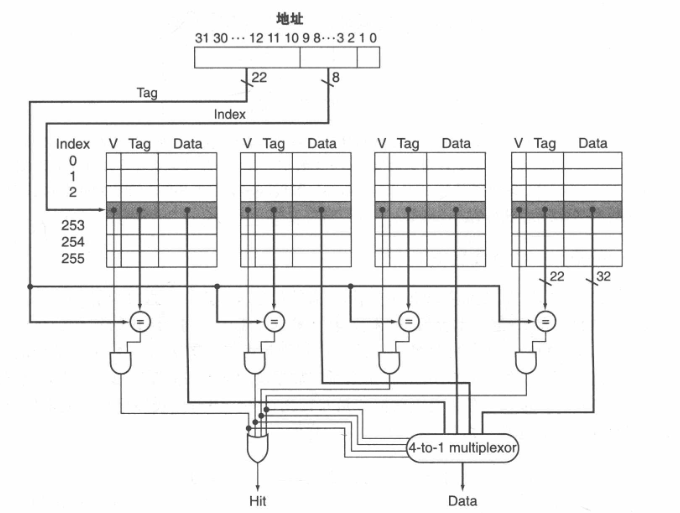 地址
31 30 ··· 12 11 10 9 8···3 2 1 0
22
8
Tag
Index
Index V Tag Data V Tag Data V Tag Data V Tag Data
0
1
2
253
254
255
22
32
= = = =
4-to-1 multiplexor
Hit
Data